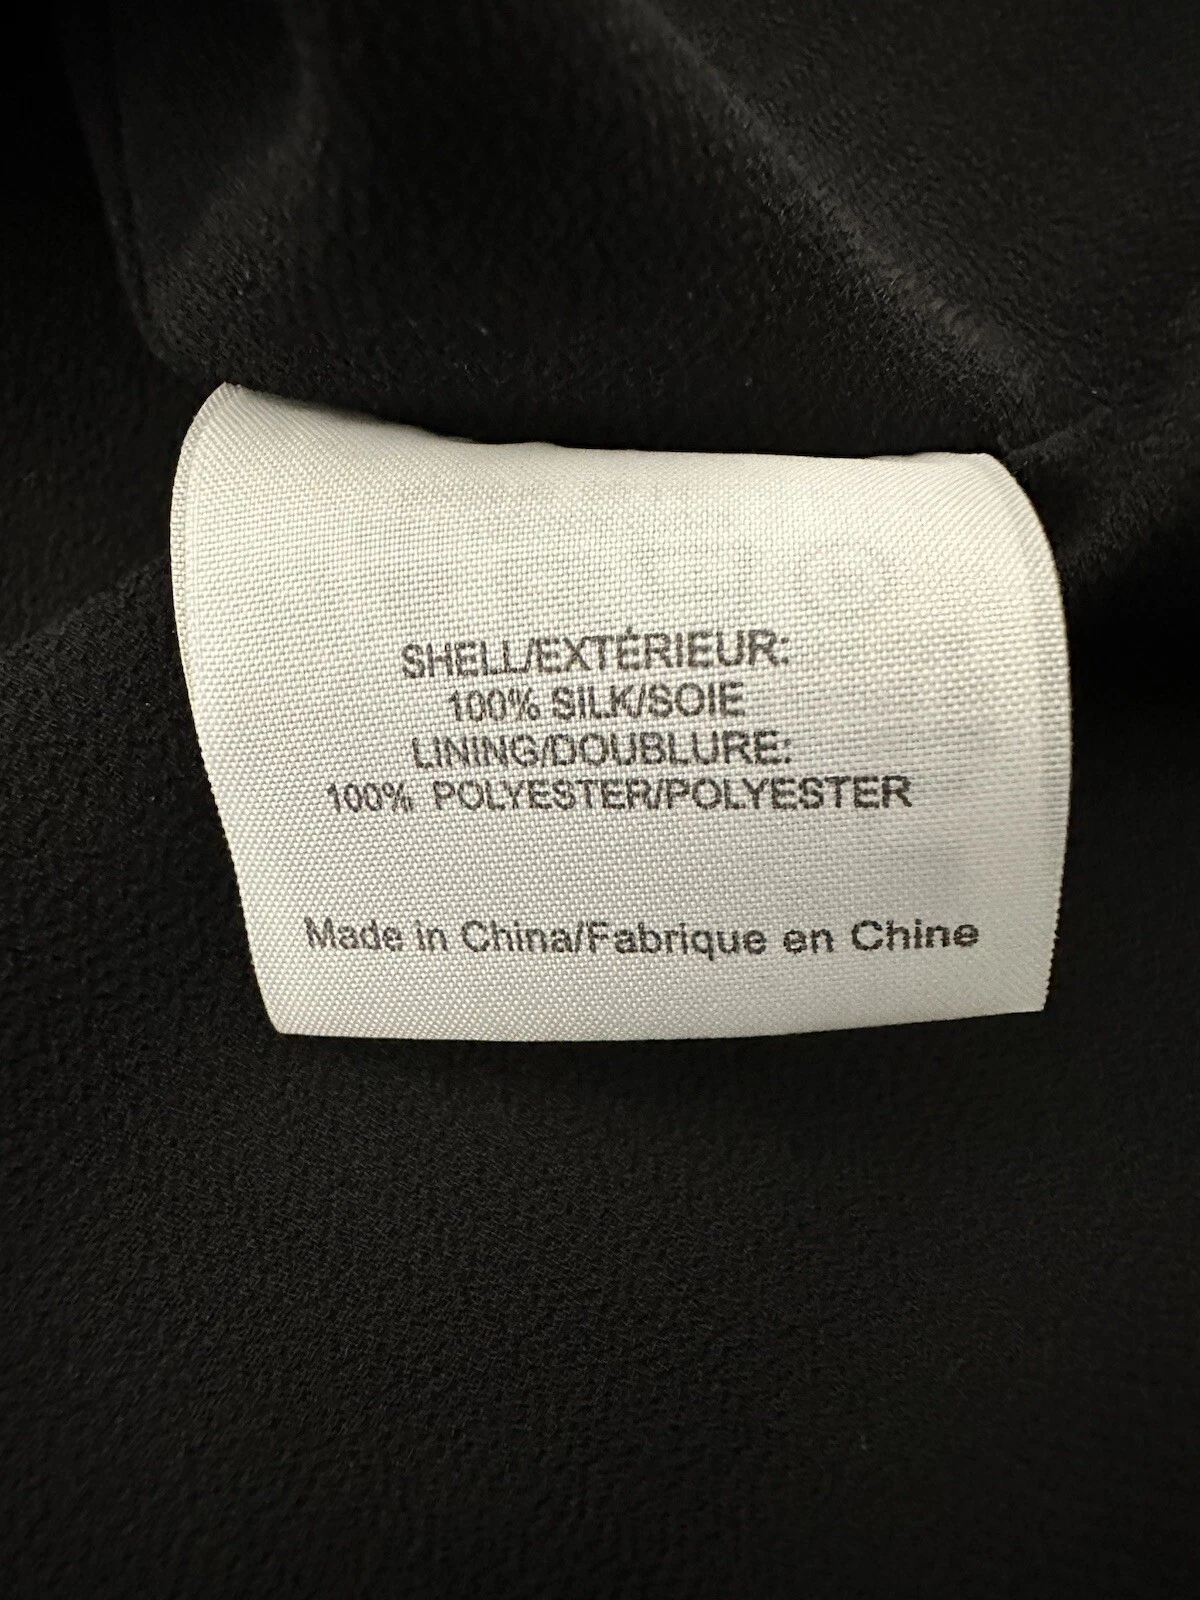 SHELL/EXTÉRIEUR:
100% SILK/SOIE
LINING/DOUBLURE:
100% POLYESTER/POLYESTER
Made in China/Fabrique en Chine